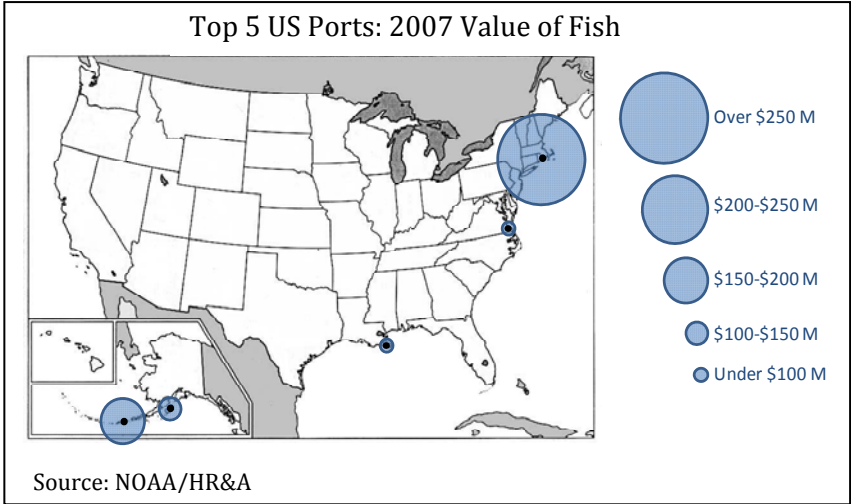 Top 5 US Ports: 2007 Value of Fish
Over $250 M
$200-$250 M
$150-$200 M
$100-$150 M
Under $100 M
Source: NOAA/HR&A